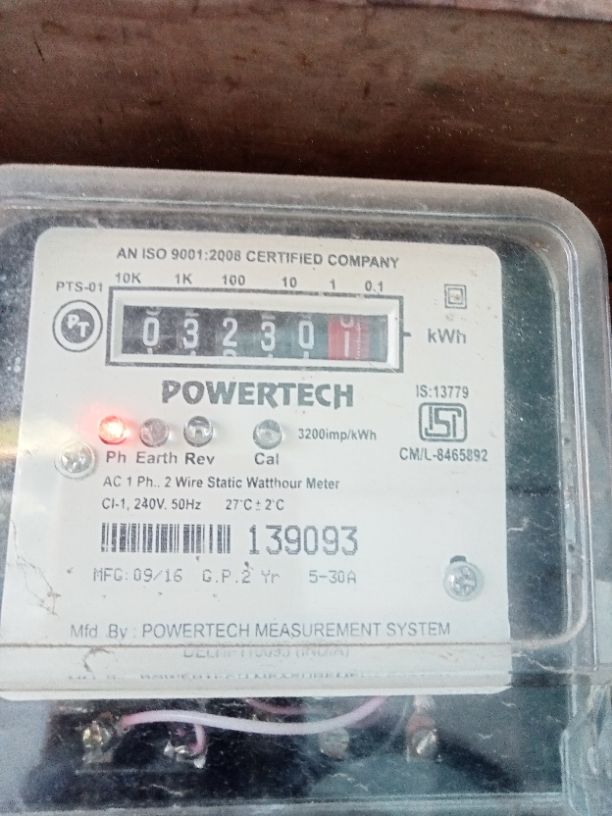 AN ISO 9001:2008 CERTIFIED COMPANY
PTS-01 10K 1K 100 10 1 0.1
PT 0 3 2 3 0 1 kWh
POWERTECH
IS:13779
3200imp/kWh
Ph Earth Rev Cal
CM/L-8465892
AC 1 Ph.. 2 Wire Static Watthour Meter
Cl-1, 240V. 50Hz 27°C ± 2°C
139093
MFG:09/16 G.P.2 Yr 5-30A
Mfd .By : POWERTECH MEASUREMENT SYSTEM